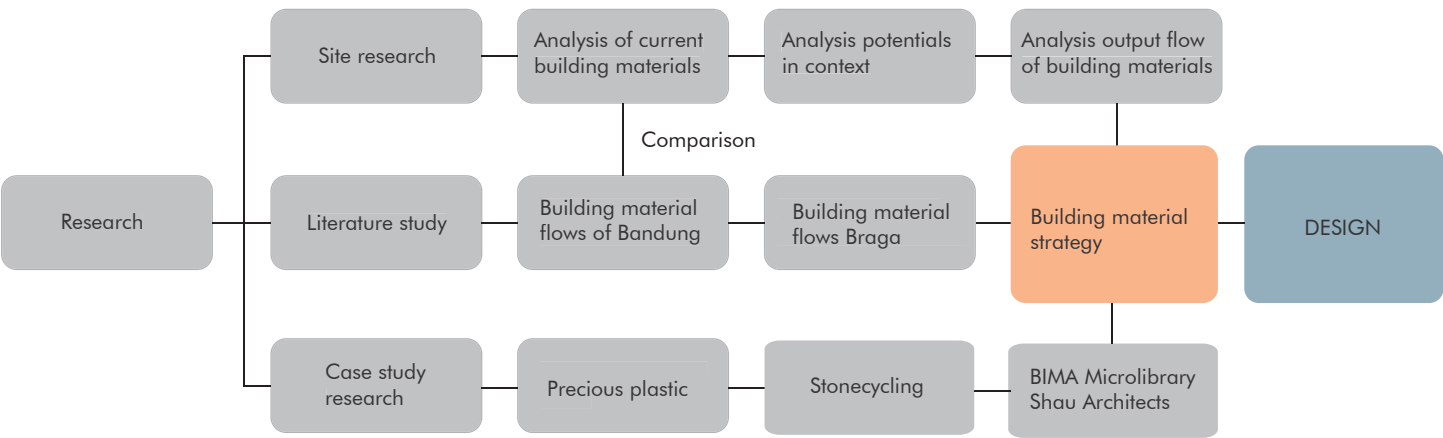 Site research
Analysis of current
building materials
Analysis potentials
in context
Analysis output flow
of building materials
Comparison
Research
Literature study
Building material
flows of Bandung
Building material
flows Braga
Building material
strategy
DESIGN
Case study
research
Precious plastic
Stonecycling
BIMA Microlibrary
Shau Architects